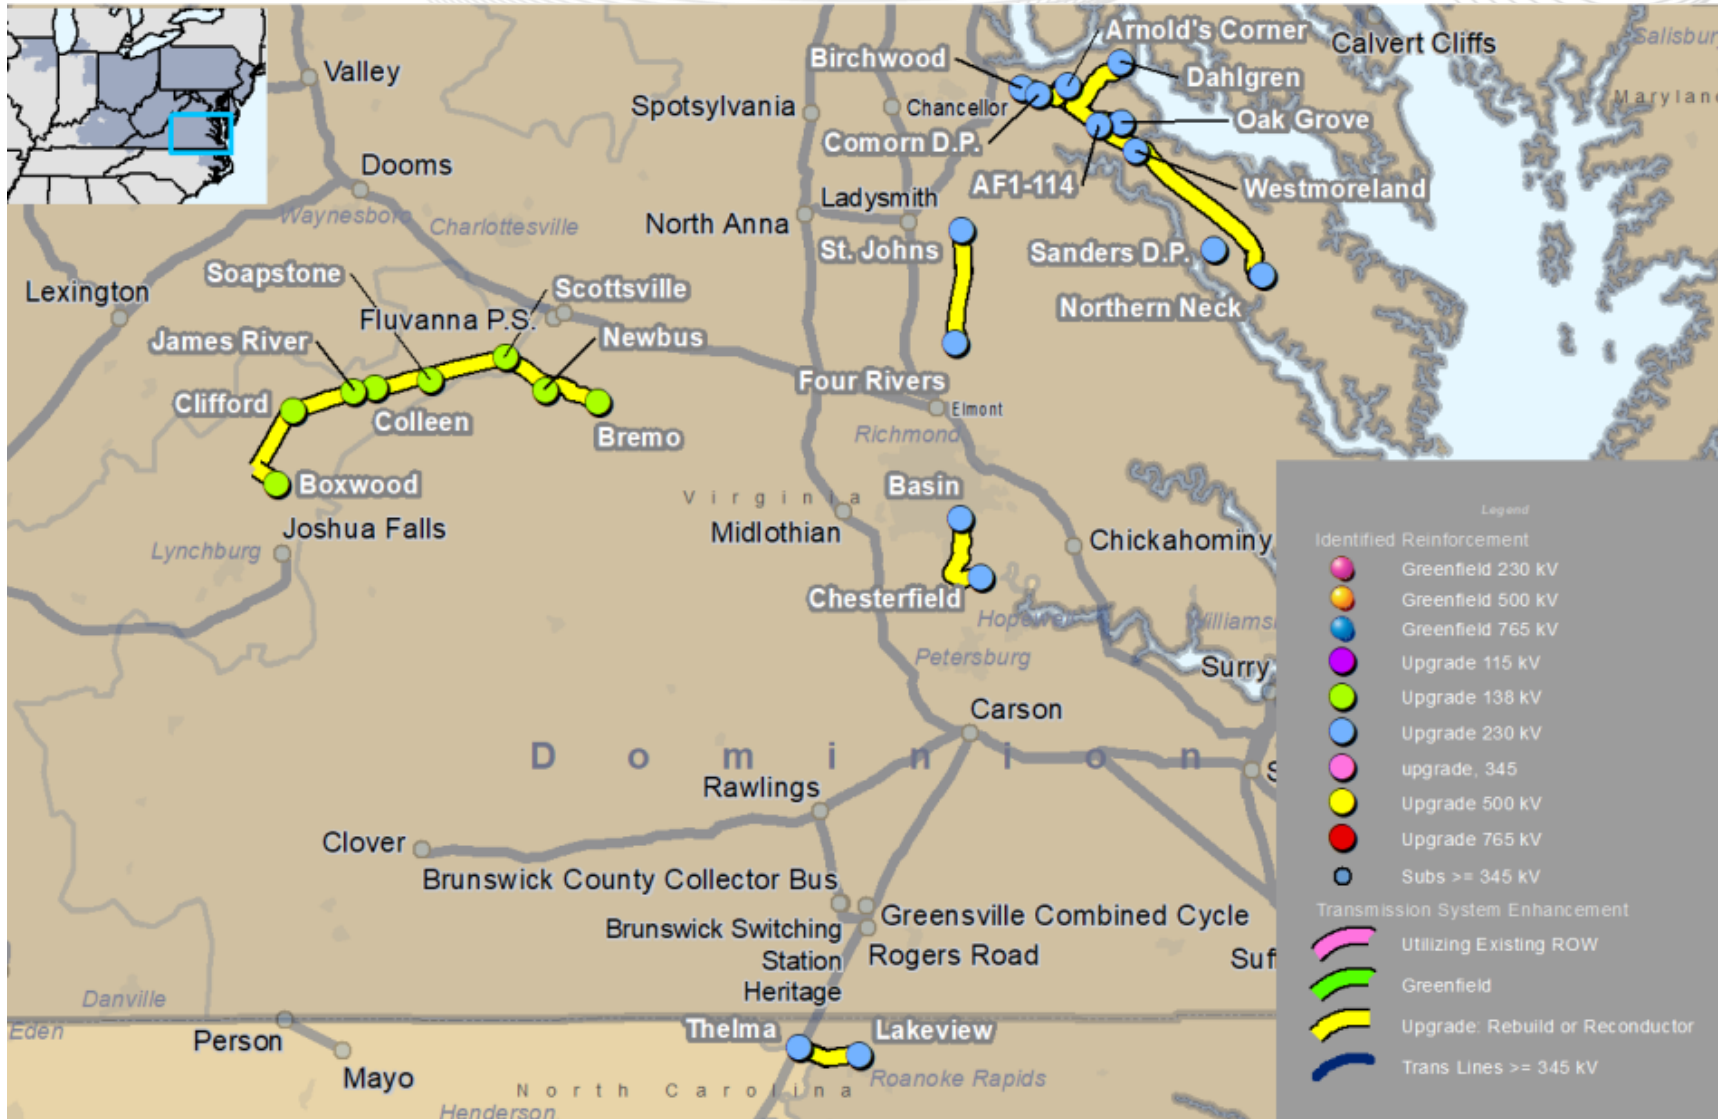 Arnold's Corner
Calvert Cliffs
Salisbury
Birchwood
Valley
Dahlgren
Maryland
Spotsylvania
Chancellor
Oak Grove
Comorn D.P.
Dooms
AF1-114
Westmoreland
Ladysmith
Waynesboro
Charlottesville
North Anna
St. Johns
Sanders D.P.
Soapstone
Scottsville
Lexington
Northern Neck
Fluvanna P.S.
James River
Newbus
Four Rivers
Clifford
Elmont
Colleen
Richmond
Bremo
Boxwood
Basin
Virginia
Joshua Falls
Midlothian
Lynchburg
Chickahominy
Chesterfield
Hopewell
Williams
Petersburg
Surry
Carson
Dominion
S
Rawlings
Clover
Brunswick County Collector Bus
Greensville Combined Cycle
Brunswick Switching
Station
Rogers Road
Suff
Heritage
Danville
Eden
Person
Thelma
Lakeview
Mayo
Roanoke Rapids
North Carolina
Henderson
Legend
Identified Reinforcement
Greenfield 230 kV
Greenfield 500 kV
Greenfield 765 kV
Upgrade 115 kV
Upgrade 138 kV
Upgrade 230 kV
upgrade, 345
Upgrade 500 kV
Upgrade 765 kV
Subs >= 345 kV
Transmission System Enhancement
Utilizing Existing ROW
Greenfield
Upgrade: Rebuild or Reconductor
Trans Lines >= 345 kV